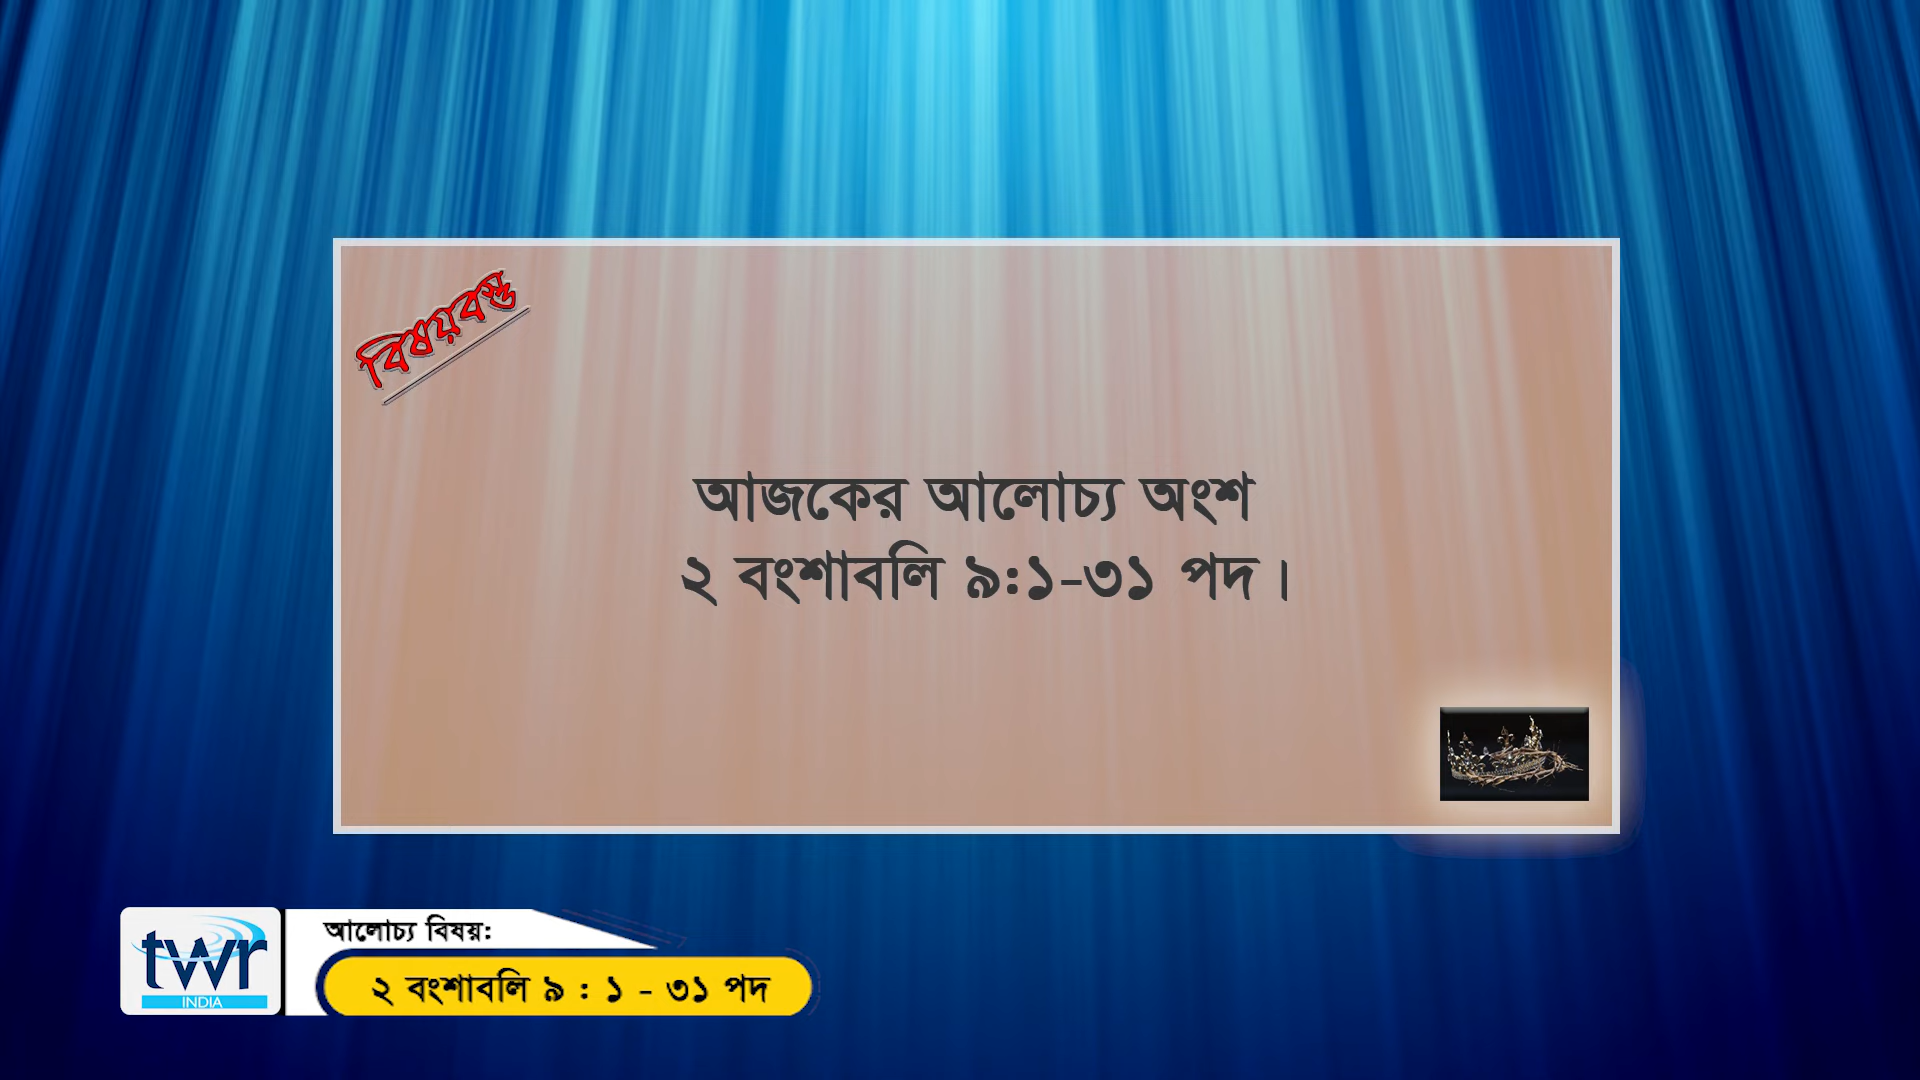 বিষয়বস্তু
আজকের আলোচ্য অংশ
২ বংশাবলি ৯:১-৩১ পদ।
twr
INDIA
আলোচ্য বিষয়:
২ বংশাবলি ৯ : ১ - ৩১ পদ